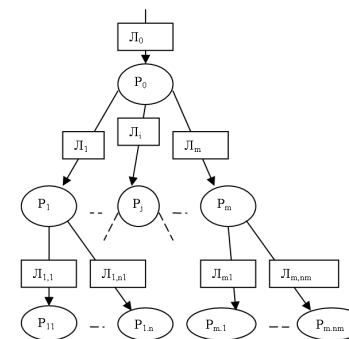 Л₀
P₀
Л₁ Лᵢ Лₘ
P₁ Pⱼ Pₘ
Л₁,₁ Л₁,ₙ₁ Лₘ₁ Лₘ,ₙₘ
P₁₁ P₁.ₙ Pₘ.₁ Pₘ.ₙₘ